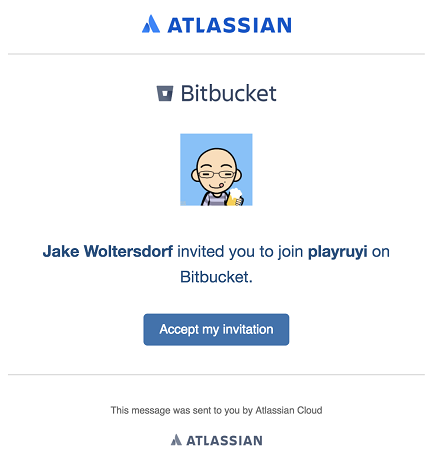 ATLASSIAN
Bitbucket
Jake Woltersdorf invited you to join playruyi on
Bitbucket.
Accept my invitation
This message was sent to you by Atlassian Cloud
ATLASSIAN